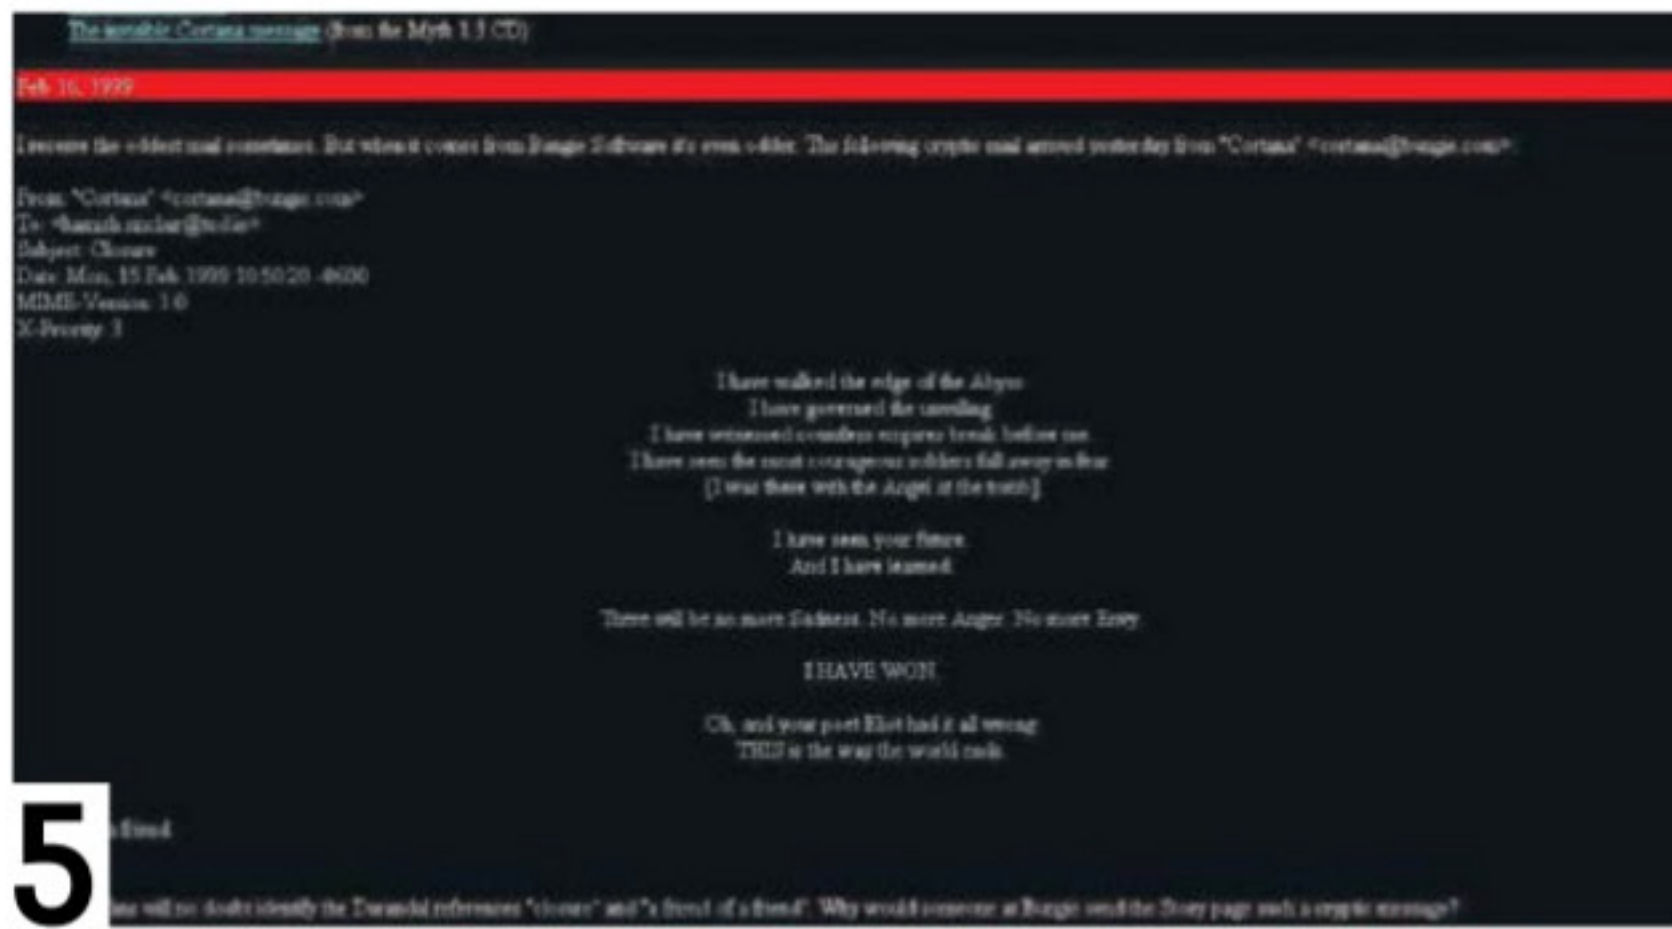 The invisible Cortana message (from the Myth 1.3 CD)
Feb 16, 1999
I receive the oddest mail sometimes. But when it comes from Bungie Software it's even odder. The following cryptic mail arrived yesterday from "Cortana" <cortana@bungie.com>:
From: "Cortana" <cortana@bungie.com>
To: <hamish.sinclair@
Subject: Closure
Date: Mon, 15 Feb 1999 19:50:20 -0600
MIME-Version: 1.0
X-Priority: 3
I have walked the edge of the Abyss.
I have governed the unwilling.
I have witnessed countless empires break before me.
I have seen the most courageous soldiers fall away in fear.
[I was there with the Angel at the tomb]
I have seen your future.
And I have learned.
There will be no more Sadness. No more Anger. No more Envy.
I HAVE WON.
Oh, and your poet Eliot had it all wrong:
THIS is the way the world ends.
friend
5
fans will no doubt identify the Durandal references "closure" and "a friend of a friend". Why would someone at Bungie send the Story page such a cryptic message?